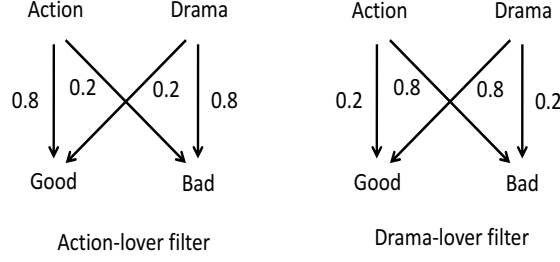 Action Drama Action Drama
0.8 0.2 0.2 0.8 0.2 0.8 0.8 0.2
Good Bad Good Bad
Action-lover filter Drama-lover filter